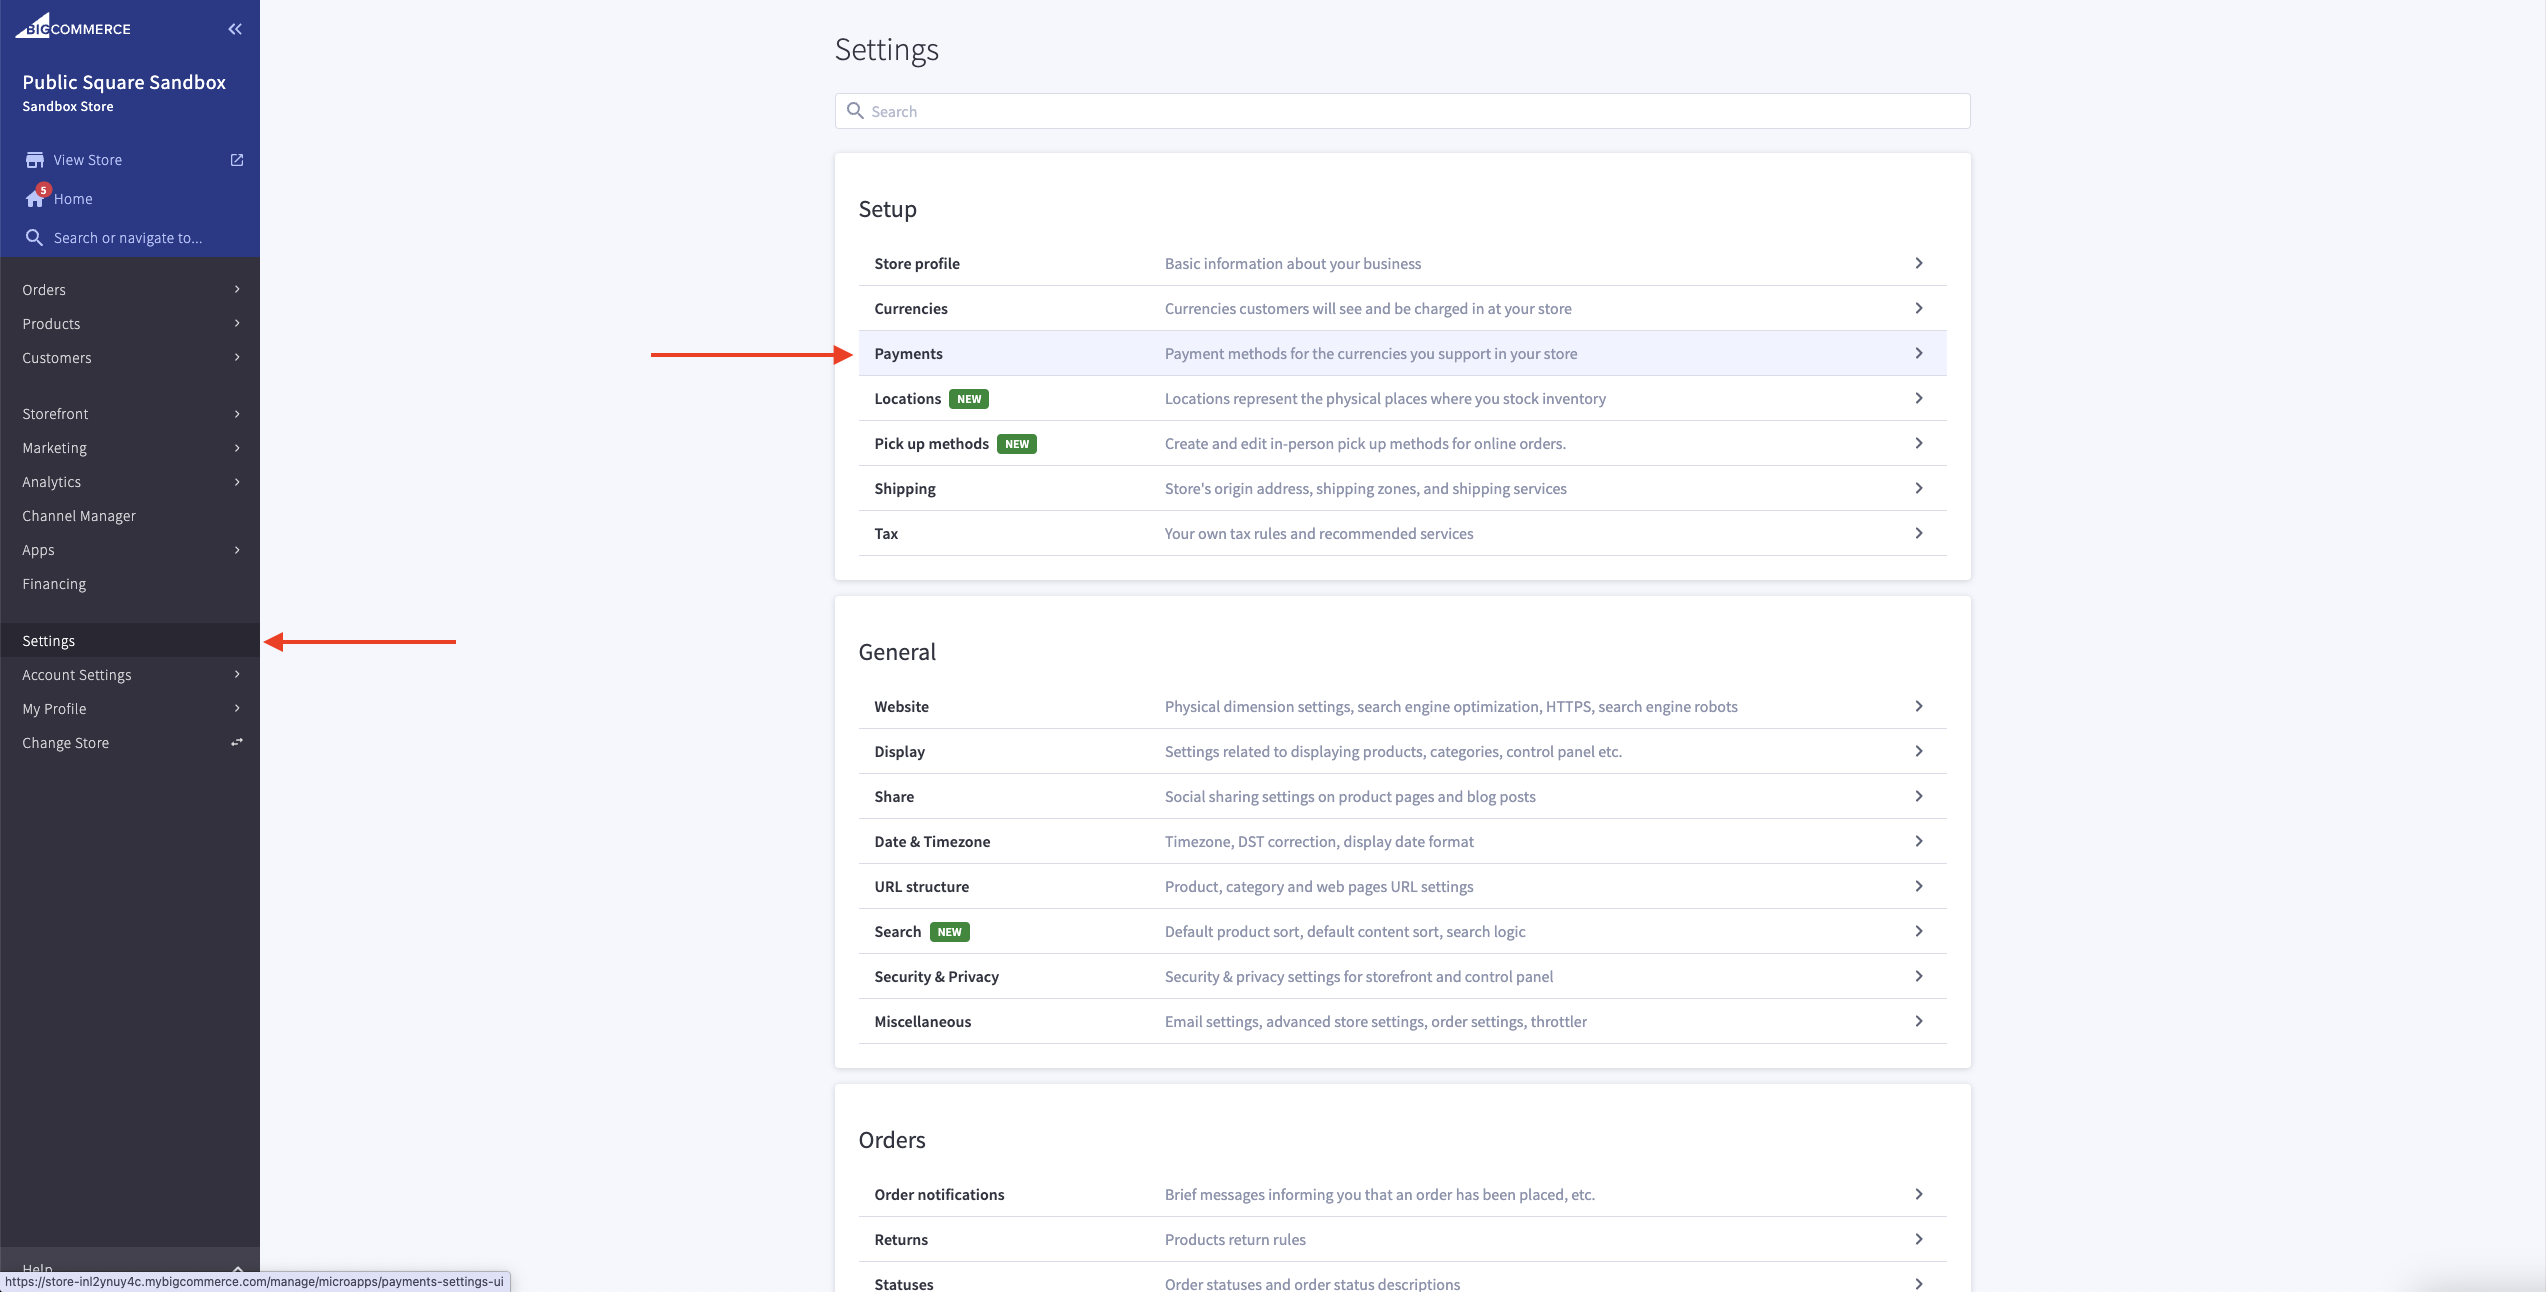 BIGCOMMERCE
Public Square Sandbox
Sandbox Store
View Store
5
Home
Search or navigate to...
Orders
Products
Customers
Storefront
Marketing
Analytics
Channel Manager
Apps
Financing
Settings
Account Settings
My Profile
Change Store
Help
https://store-inl2ynuy4c.mybigcommerce.com/manage/microapps/payments-settings-ui
Settings
Search
Setup
Store profile Basic information about your business
Currencies Currencies customers will see and be charged in at your store
Payments Payment methods for the currencies you support in your store
Locations NEW Locations represent the physical places where you stock inventory
Pick up methods NEW Create and edit in-person pick up methods for online orders.
Shipping Store's origin address, shipping zones, and shipping services
Tax Your own tax rules and recommended services
General
Website Physical dimension settings, search engine optimization, HTTPS, search engine robots
Display Settings related to displaying products, categories, control panel etc.
Share Social sharing settings on product pages and blog posts
Date & Timezone Timezone, DST correction, display date format
URL structure Product, category and web pages URL settings
Search NEW Default product sort, default content sort, search logic
Security & Privacy Security & privacy settings for storefront and control panel
Miscellaneous Email settings, advanced store settings, order settings, throttler
Orders
Order notifications Brief messages informing you that an order has been placed, etc.
Returns Products return rules
Statuses Order statuses and order status descriptions